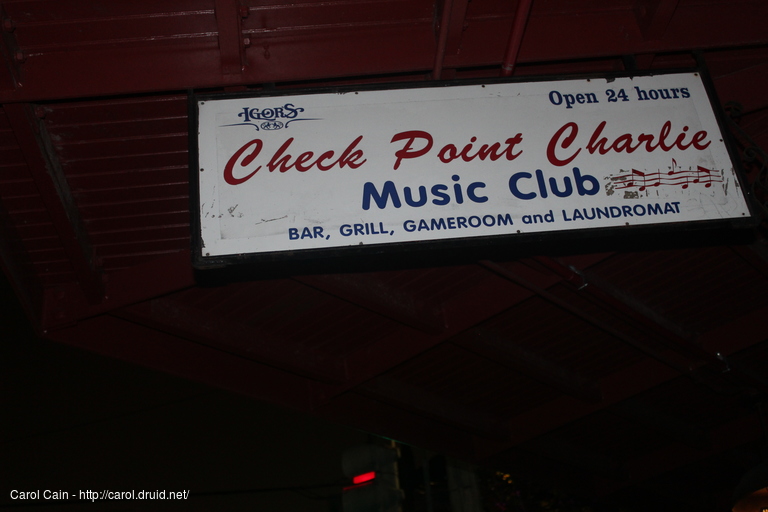 IGOR'S
Open 24 hours
Check Point Charlie
Music Club
BAR, GRILL, GAMEROOM and LAUNDROMAT
Carol Cain - http://carol.druid.net/